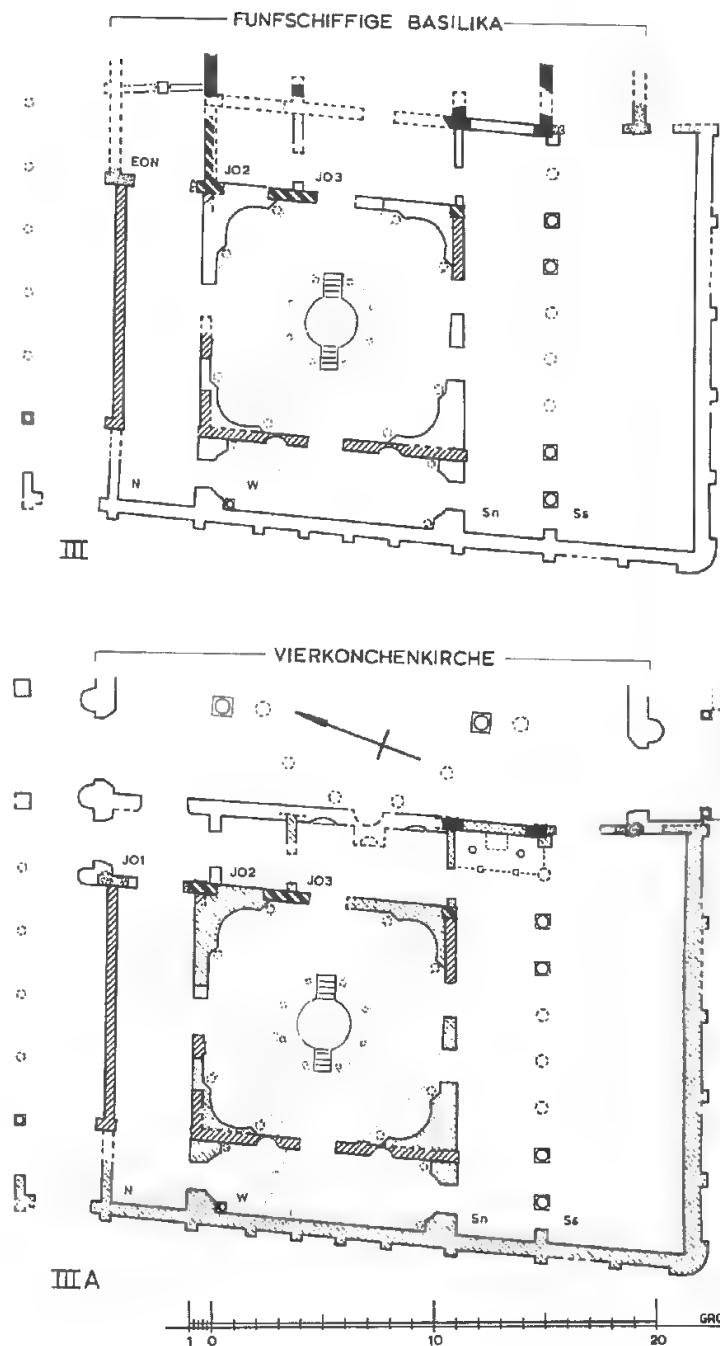 FUNFSCHIFFIGE BASILIKA
EON
JO2
JO3
N
W
Sn
Ss
III
VIERKONCHENKIRCHE
JO1
JO2
JO3
N
W
Sn
Ss
III A
1 0 10 20
GRO